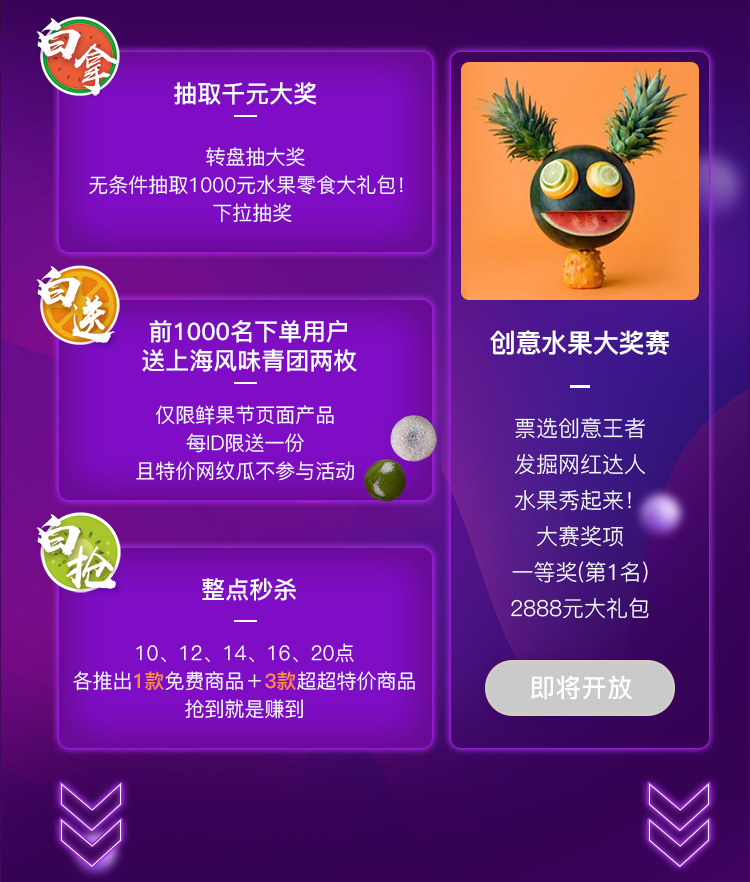 白拿
抽取千元大奖
转盘抽大奖
无条件抽取1000元水果零食大礼包！
下拉抽奖
白送
前1000名下单用户
送上海风味青团两枚
仅限鲜果节页面产品
每ID限送一份
且特价网纹瓜不参与活动
白抢
整点秒杀
10、12、14、16、20点
各推出1款免费商品＋3款超超特价商品
抢到就是赚到
创意水果大奖赛
票选创意王者
发掘网红达人
水果秀起来！
大赛奖项
一等奖(第1名)
2888元大礼包
即将开放